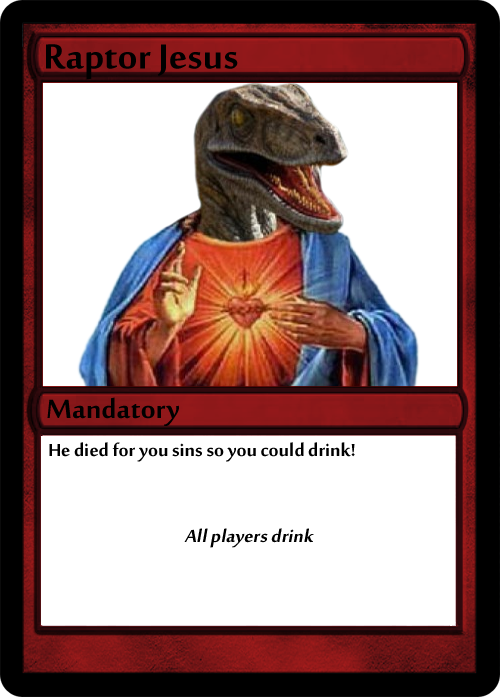 Raptor Jesus
Mandatory
He died for you sins so you could drink!
All players drink